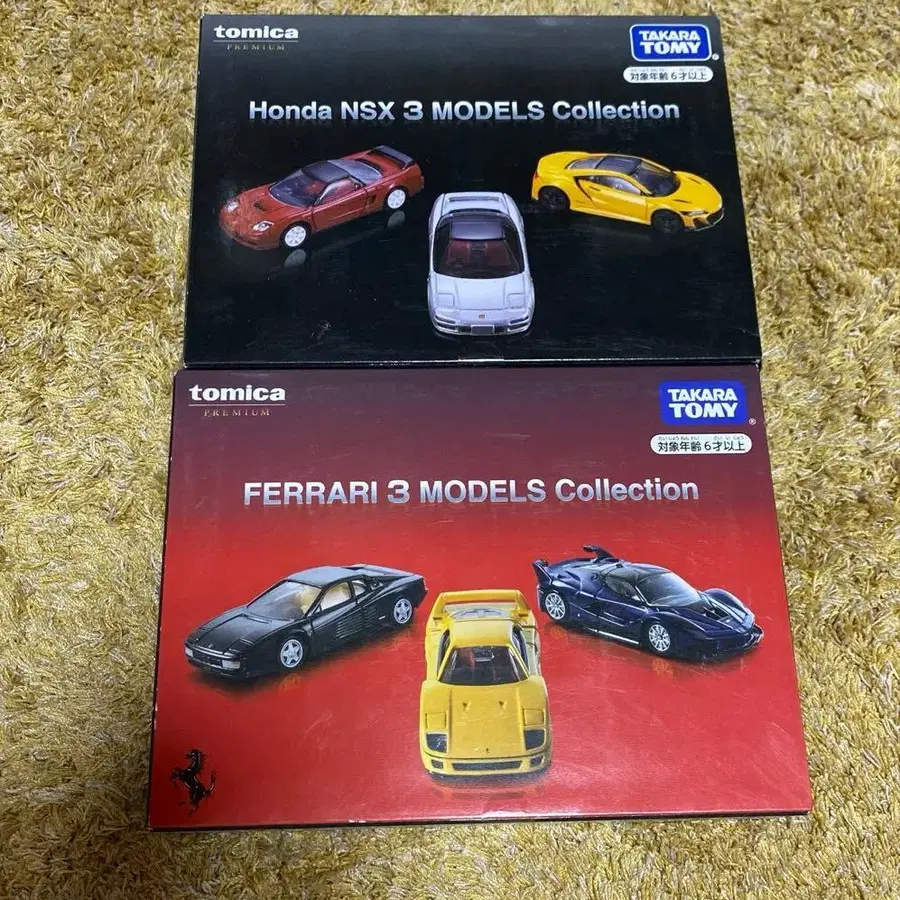 tomica
PREMIUM
TAKARA
TOMY
対象年齢6才以上
Honda NSX 3 MODELS Collection
tomica
PREMIUM
TAKARA
TOMY
®
対象年齢6才以上
FERRARI 3 MODELS Collection